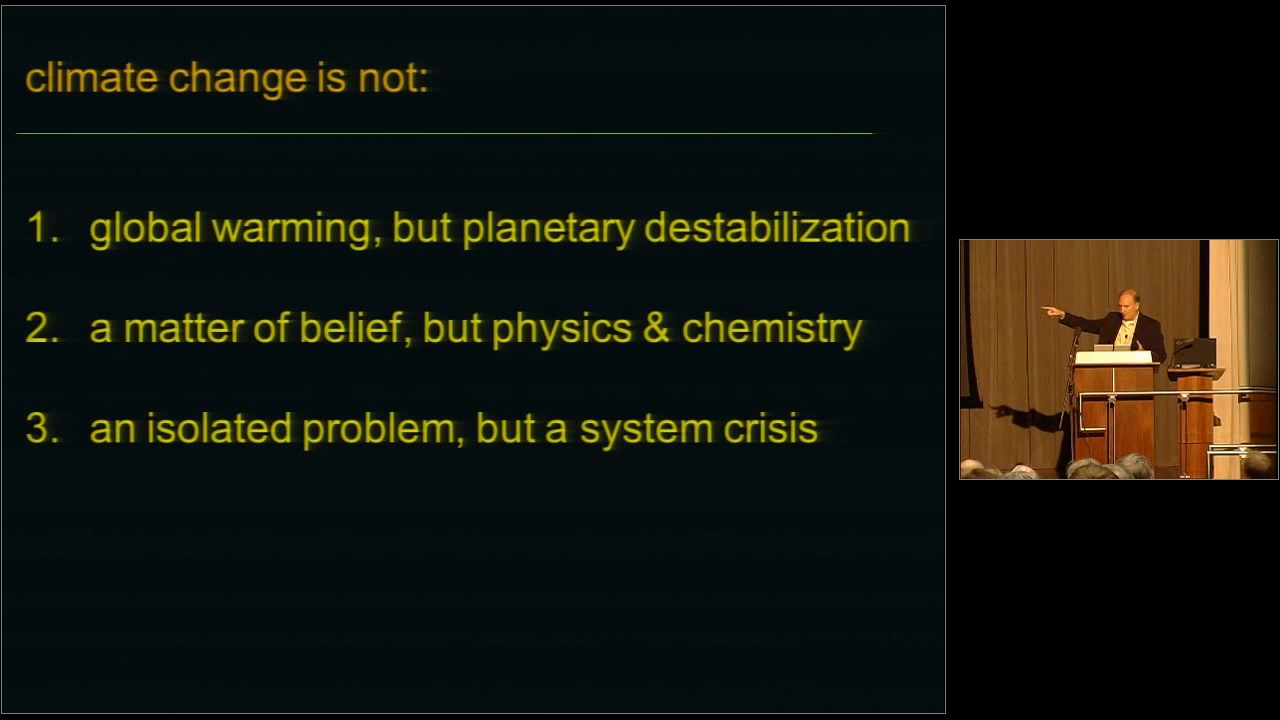 climate change is not:
1. global warming, but planetary destabilization
2. a matter of belief, but physics & chemistry
3. an isolated problem, but a system crisis